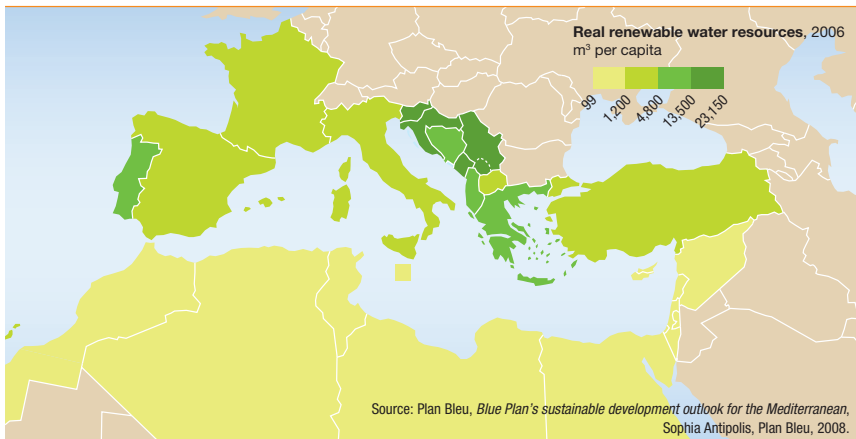 Real renewable water resources, 2006
m³ per capita
99
1,200
4,800
13,500
23,150
Source: Plan Bleu, Blue Plan's sustainable development outlook for the Mediterranean,
Sophia Antipolis, Plan Bleu, 2008.